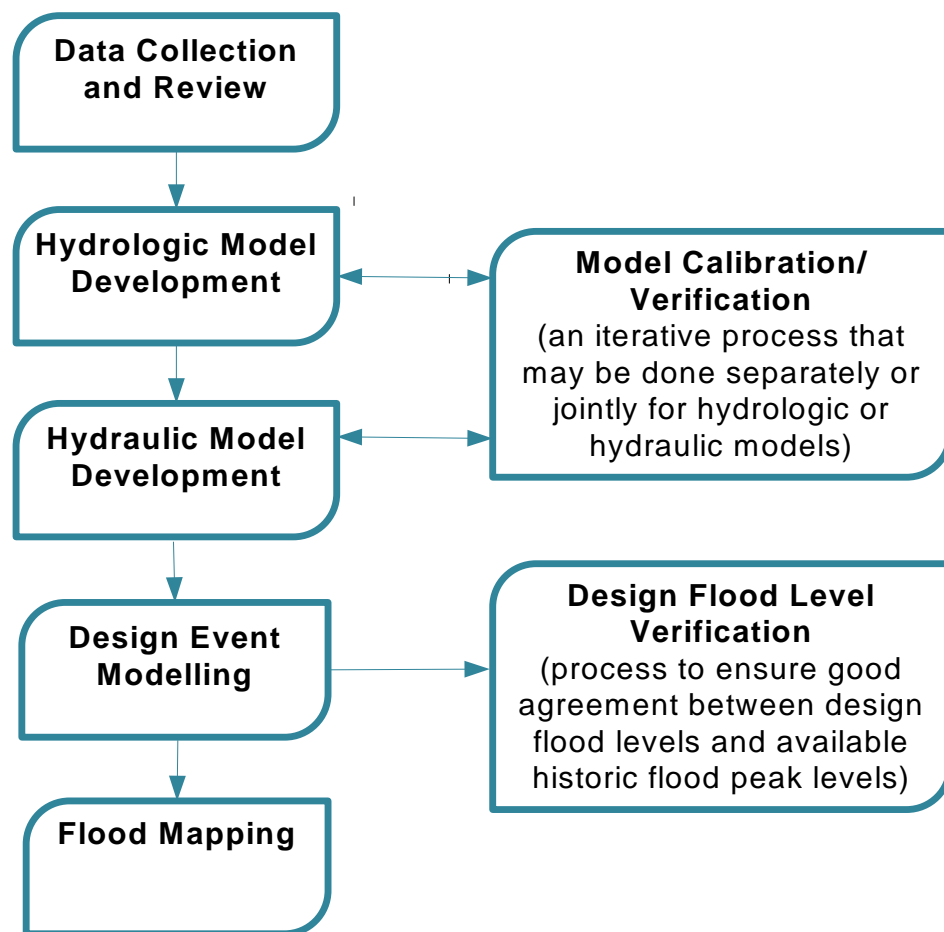 Data Collection
and Review
Hydrologic Model
Development
Model Calibration/
Verification
(an iterative process that
may be done separately or
jointly for hydrologic or
hydraulic models)
Hydraulic Model
Development
Design Event
Modelling
Design Flood Level
Verification
(process to ensure good
agreement between design
flood levels and available
historic flood peak levels)
Flood Mapping